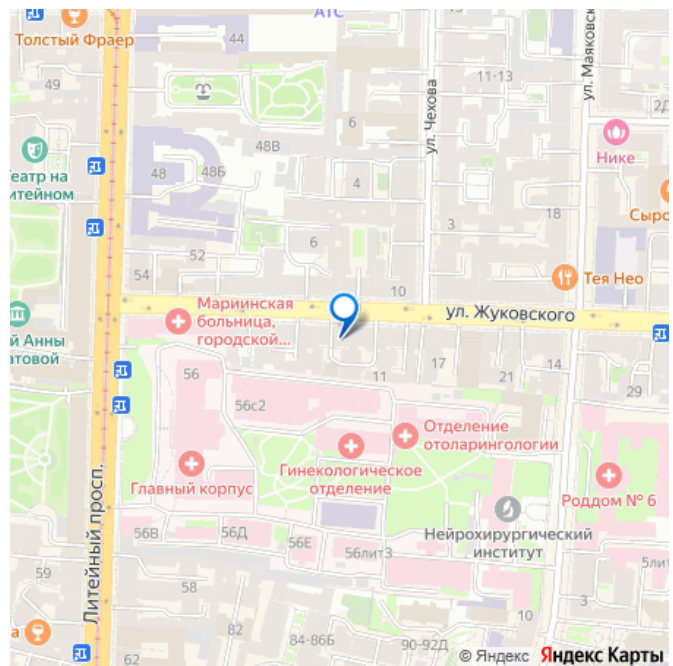 АТС
Толстый Фраер
44
ул. Маяковск
11-13
49
ул. Чехова
2Д
6
48В
Нике
Театр на
итейном
48
48Б
4
Сыро
3
18
6
52
54
Тея Нео
10
Мариинская
больница,
городской...
ул. Жуковского
й Анны
атовой
56
11
17
21
14
29
56с2
Отделение
отоларингологии
Гинекологическое
отделение
Главный корпус
Роддом № 6
Литейный просп.
56В
56Д
56Е
56литЗ
Нейрохирургический
институт
59
58
5лит
3
а
82
84-86Б
90-92Д
10
62
© Яндекс
Яндекс Карты